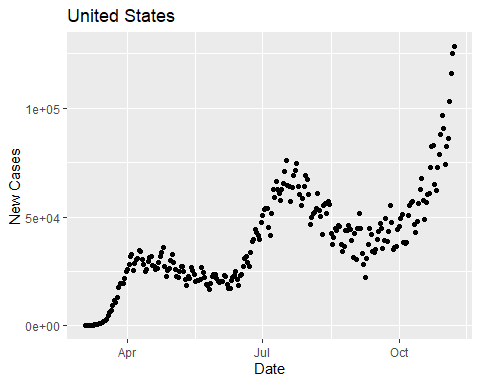 United States
New Cases
1e+05
5e+04
0e+00
Apr
Jul
Oct
Date